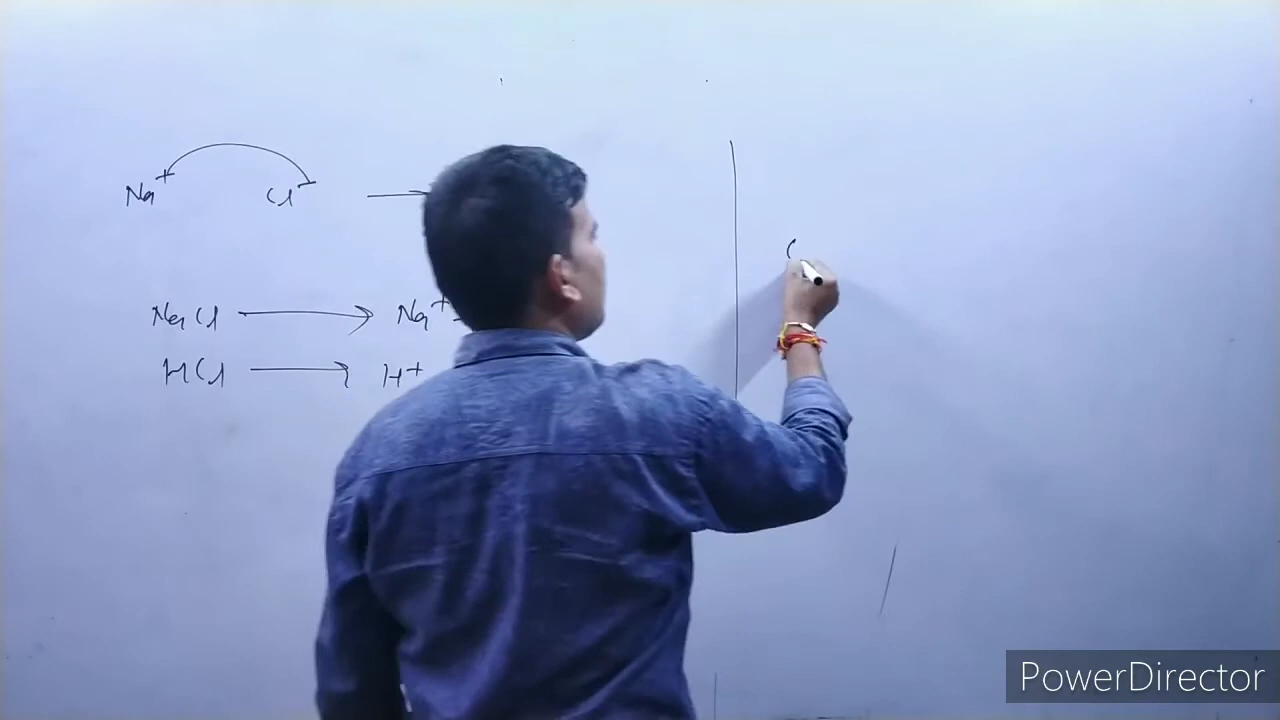 Na⁺ Cl⁻ →
NaCl → Na⁺
HCl → H⁺
PowerDirector